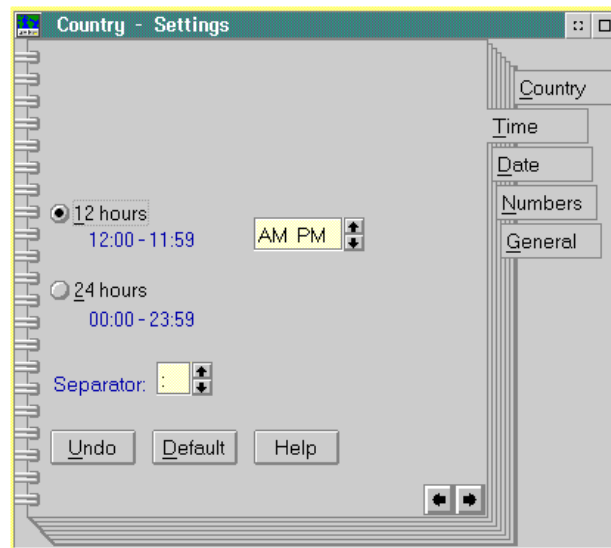 Country - Settings
Country
Time
Date
Numbers
General
12 hours
12:00 - 11:59
AM PM
24 hours
00:00 - 23:59
Separator: :
Undo Default Help